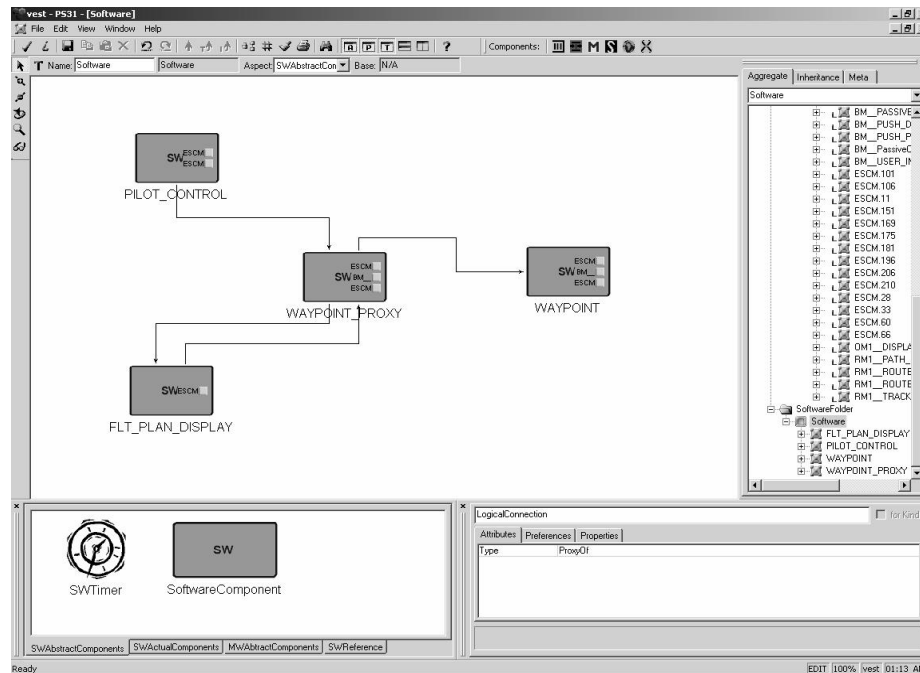 vest - PS31 - [Software]
File Edit View Window Help
A P T ? Components: M
Name: Software Software Aspect: SWAbstractCon Base: N/A
Aggregate Inheritance Meta
Software
BM__PASSIVE
BM__PUSH_D
BM__PUSH_P
BM__PassiveC
BM__USER_IN
ESCM.101
ESCM.106
ESCM.11
ESCM.151
ESCM.169
ESCM.175
ESCM.181
ESCM.196
ESCM.206
ESCM.210
ESCM.28
ESCM.33
ESCM.60
ESCM.66
OM1__DISPLA
RM1__PATH_
RM1__ROUTE
RM1__ROUTE
RM1__TRACK
SoftwareFolder
Software
FLT_PLAN_DISPLAY
PILOT_CONTROL
WAYPOINT
WAYPOINT_PROXY
ESCM
SW
ESCM
PILOT_CONTROL
ESCM
SW BM__
ESCM
WAYPOINT_PROXY
ESCM
SW BM__
ESCM
WAYPOINT
SW ESCM
FLT_PLAN_DISPLAY
SW
SWTimer SoftwareComponent
SWAbstractComponents SWActualComponents MWAbtractComponents SWReference
LogicalConnection for Kind
Attributes Preferences Properties
Type ProxyOf
Ready EDIT 100% vest 01:13 AM